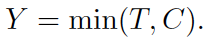 Y = min(T, C).